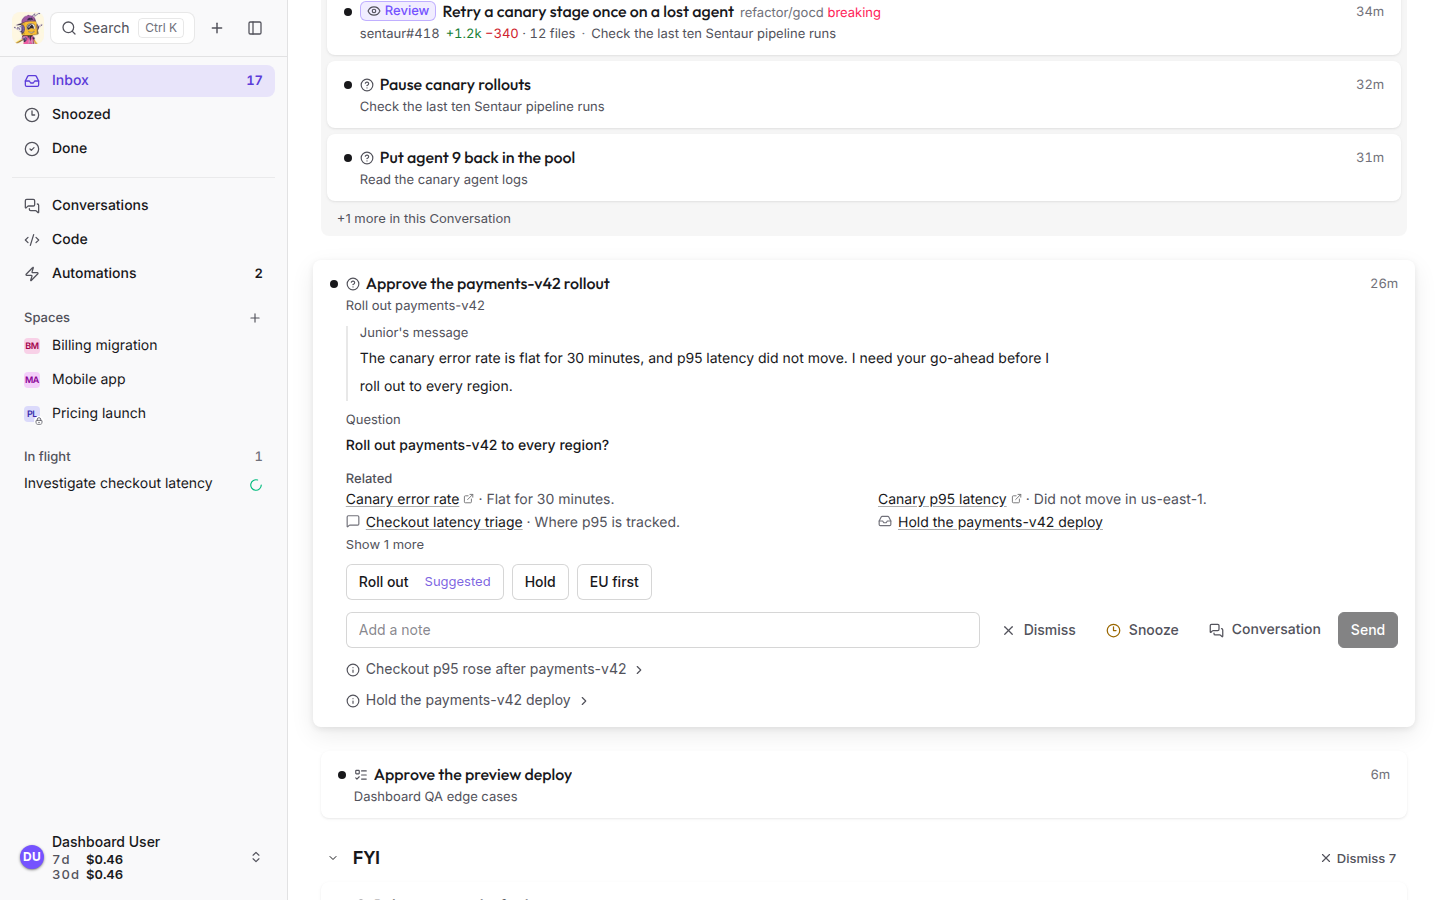 Search Ctrl K
Inbox 17
Snoozed
Done
Conversations
Code
Automations 2
Spaces
BM Billing migration
MA Mobile app
PL Pricing launch
In flight 1
Investigate checkout latency
DU Dashboard User
7d $0.46
30d $0.46
Review Retry a canary stage once on a lost agent refactor/gocd breaking 34m
sentaur#418 +1.2k −340 · 12 files · Check the last ten Sentaur pipeline runs
Pause canary rollouts 32m
Check the last ten Sentaur pipeline runs
Put agent 9 back in the pool 31m
Read the canary agent logs
+1 more in this Conversation
Approve the payments-v42 rollout 26m
Roll out payments-v42
Junior's message
The canary error rate is flat for 30 minutes, and p95 latency did not move. I need your go-ahead before I
roll out to every region.
Question
Roll out payments-v42 to every region?
Related
Canary error rate · Flat for 30 minutes. Canary p95 latency · Did not move in us-east-1.
Checkout latency triage · Where p95 is tracked. Hold the payments-v42 deploy
Show 1 more
Roll out Suggested Hold EU first
Add a note Dismiss Snooze Conversation Send
Checkout p95 rose after payments-v42
Hold the payments-v42 deploy
Approve the preview deploy 6m
Dashboard QA edge cases
FYI Dismiss 7